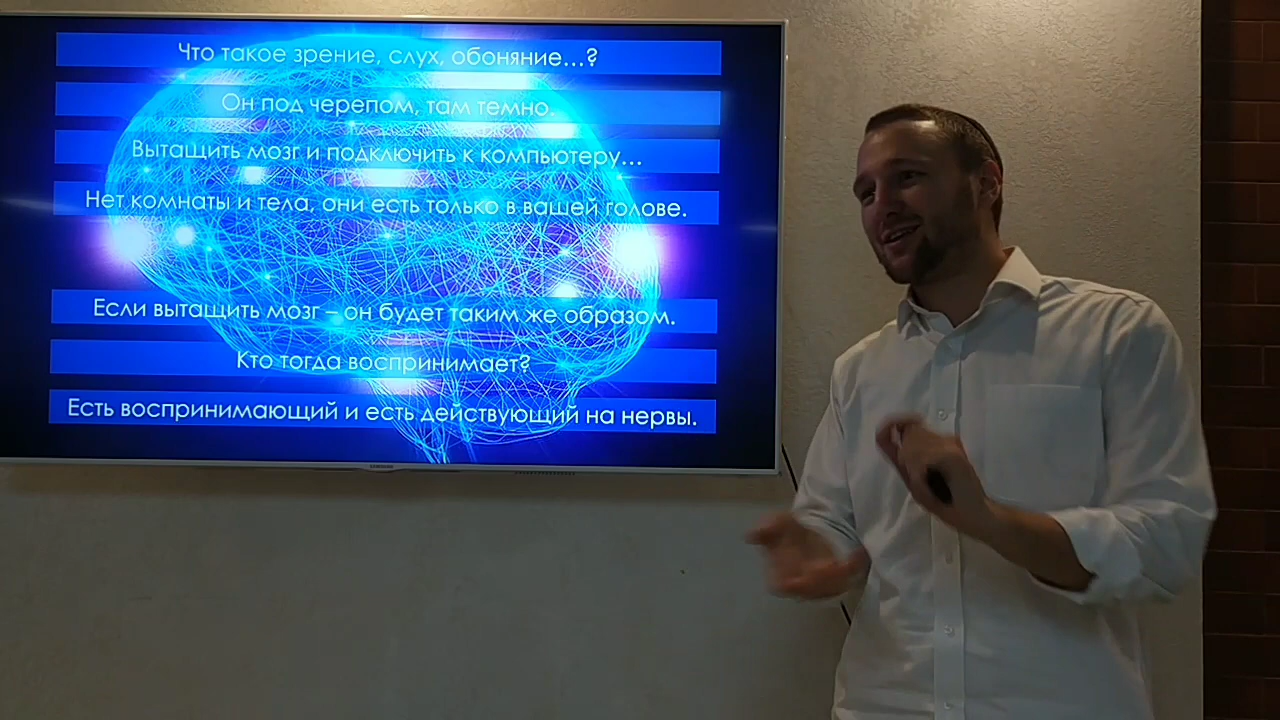 Что такое зрение, слух, обоняние...?
Он под черепом, там темно.
Вытащить мозг и подключить к компьютеру...
Нет комнаты и тела, они есть только в вашей голове.
Если вытащить мозг – он будет таким же образом.
Кто тогда воспринимает?
Есть воспринимающий и есть действующий на нервы.
SAMSUNG